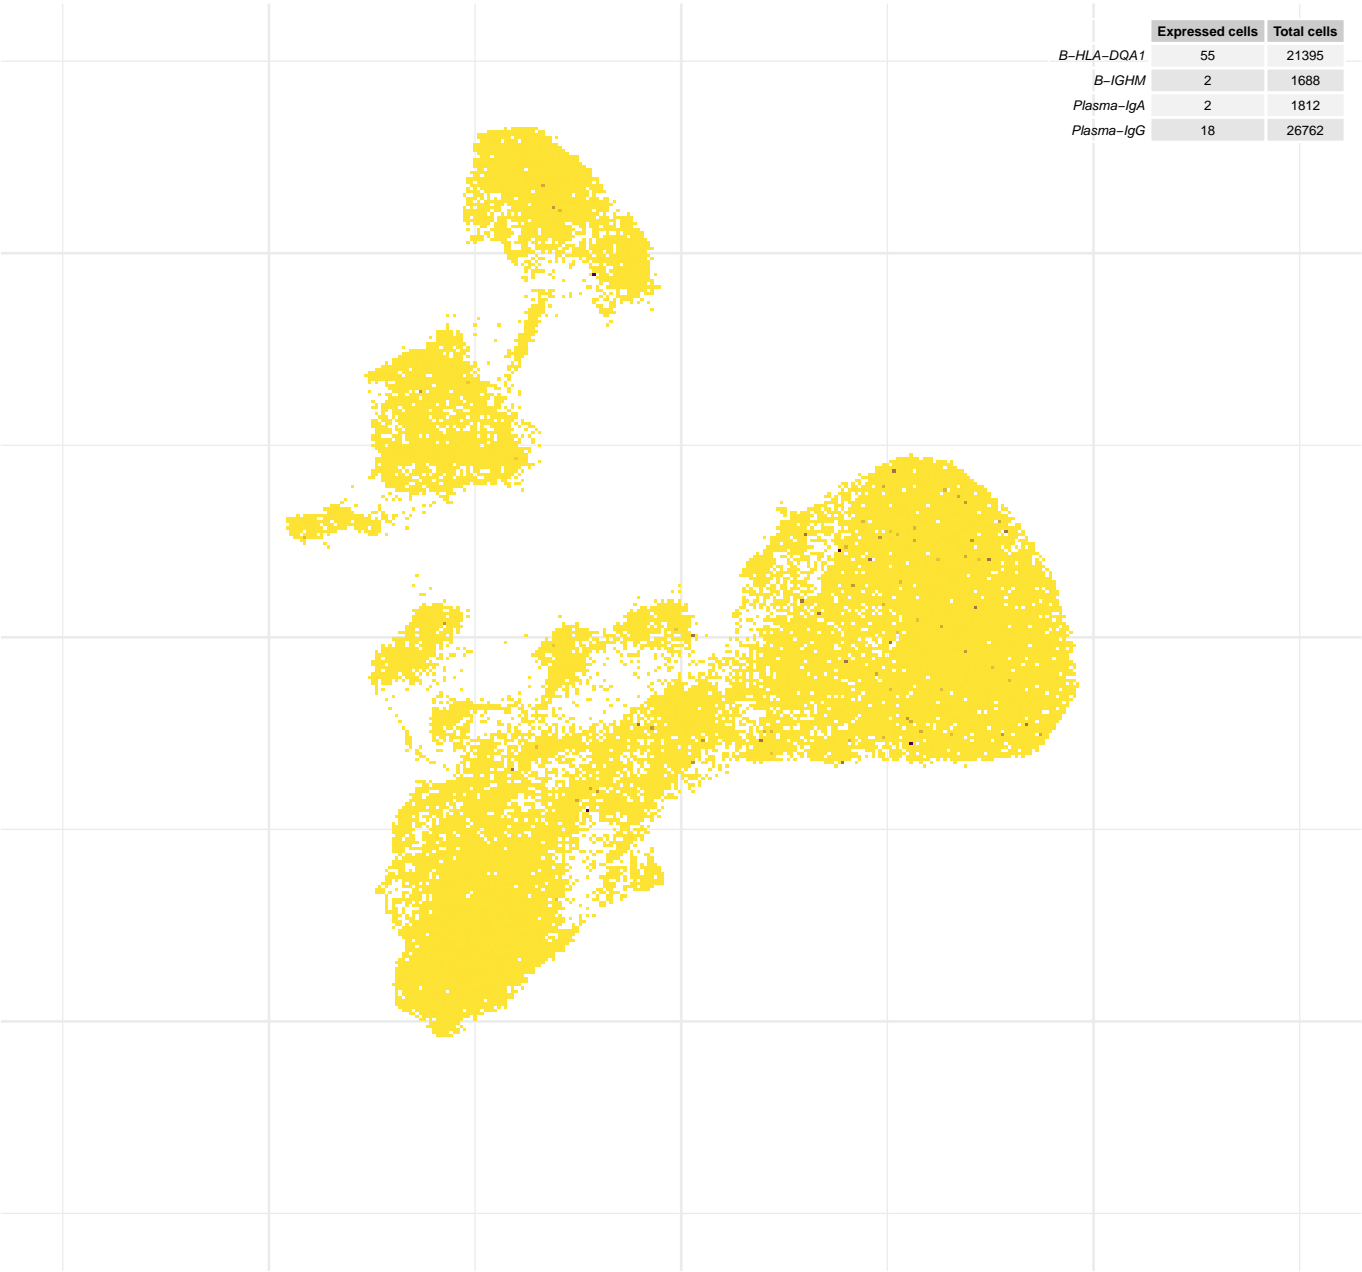 Expressed cells Total cells
B−HLA−DQA1 55 21395
B−IGHM 2 1688
Plasma−IgA 2 1812
Plasma−IgG 18 26762